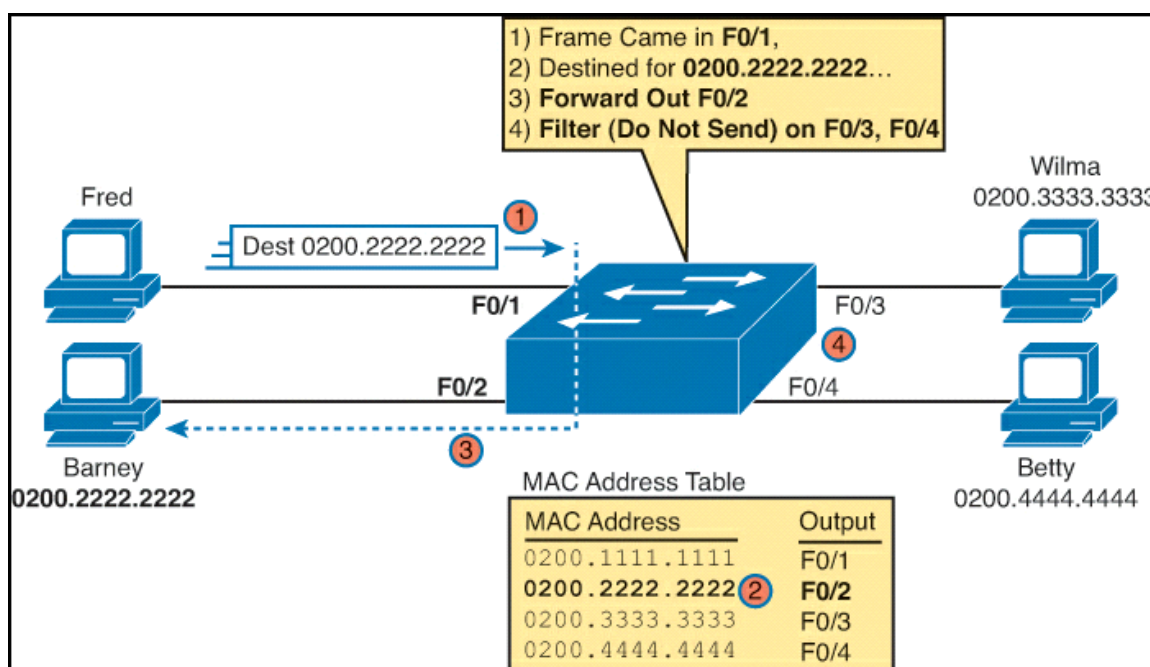 1) Frame Came in F0/1,
2) Destined for 0200.2222.2222…
3) Forward Out F0/2
4) Filter (Do Not Send) on F0/3, F0/4
Fred
Wilma
0200.3333.3333
1
Dest 0200.2222.2222
F0/1
F0/3
4
F0/2
F0/4
3
Barney
0200.2222.2222
Betty
0200.4444.4444
MAC Address Table
MAC Address Output
0200.1111.1111 F0/1
0200.2222.2222 2 F0/2
0200.3333.3333 F0/3
0200.4444.4444 F0/4